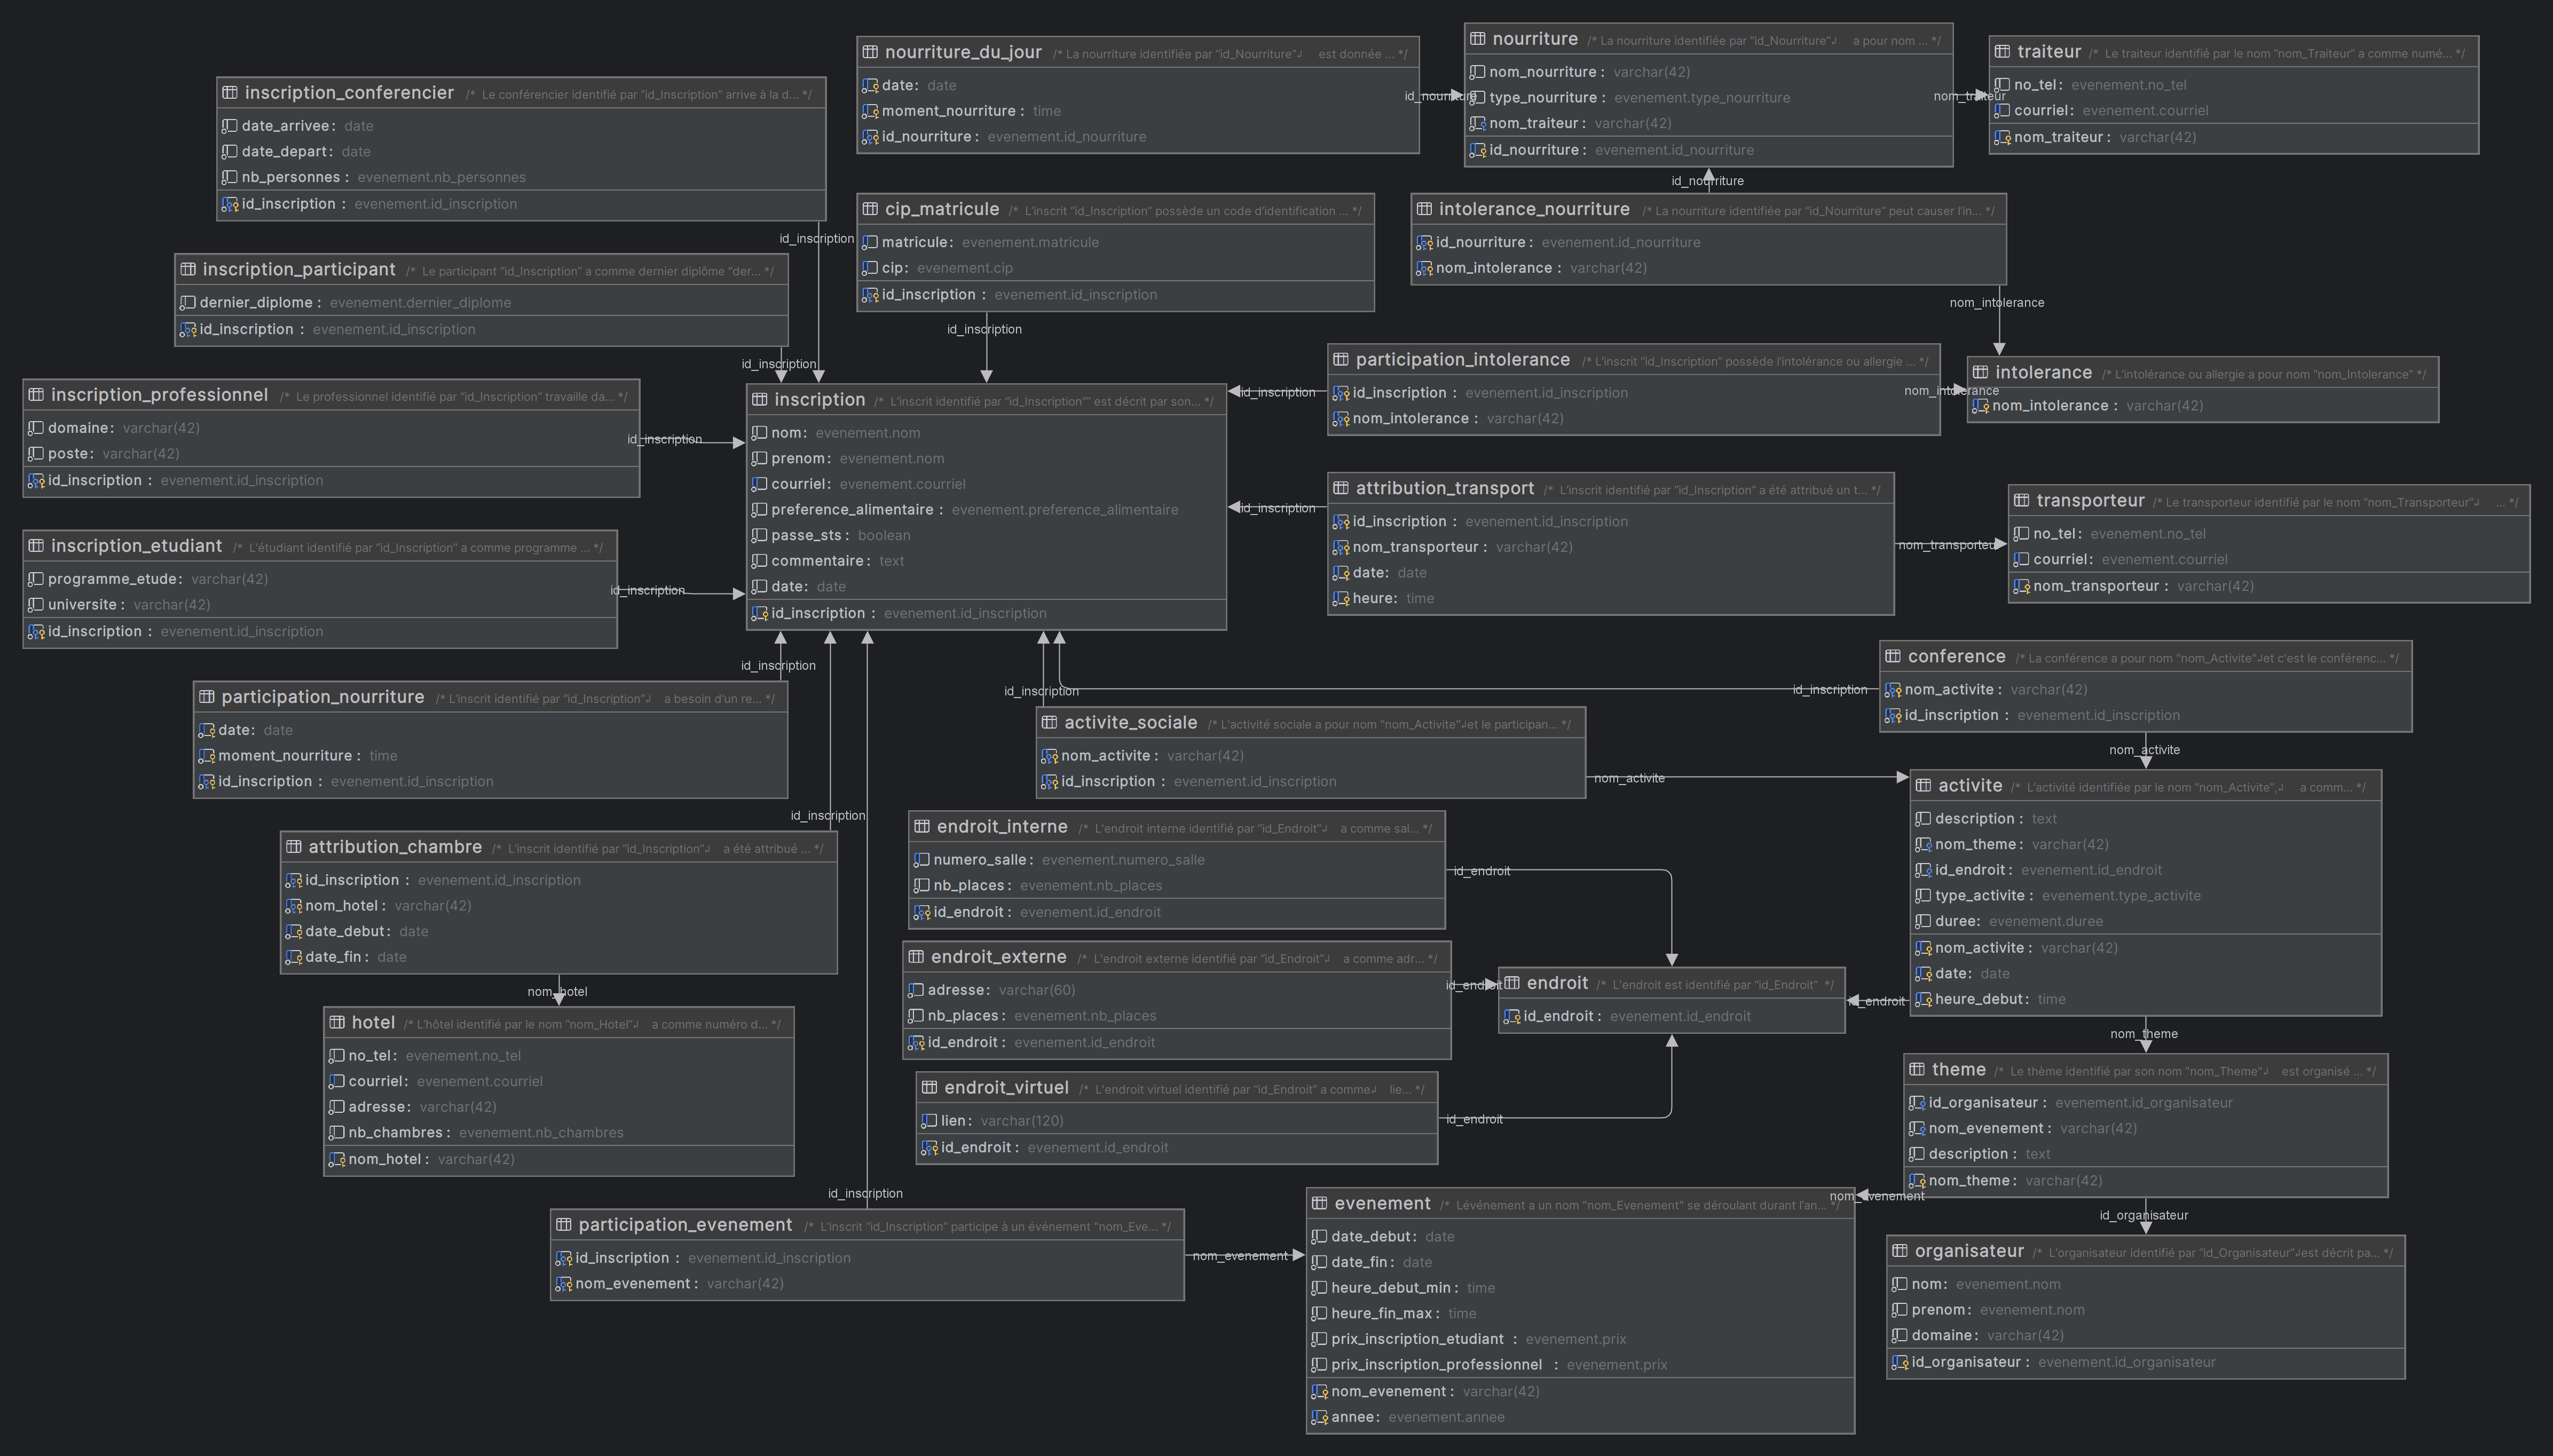 nourriture_du_jour /* La nourriture identifiée par "id_Nourriture"↲ est donnée ... */
date: date
moment_nourriture : time
id_nourriture : evenement.id_nourriture
id_nourriture
nourriture /* La nourriture identifiée par "id_Nourriture"↲ a pour nom ... */
nom_nourriture : varchar(42)
type_nourriture : evenement.type_nourriture
nom_traiteur : varchar(42)
id_nourriture : evenement.id_nourriture
nom_traiteur
traiteur /* Le traiteur identifié par le nom "nom_Traiteur" a comme numé... */
no_tel : evenement.no_tel
courriel : evenement.courriel
nom_traiteur : varchar(42)
inscription_conferencier /* Le conférencier identifié par "id_Inscription" arrive à la d... */
date_arrivee : date
date_depart : date
nb_personnes : evenement.nb_personnes
id_inscription : evenement.id_inscription
id_inscription
cip_matricule /* L'inscrit "id_Inscription" possède un code d'identification ... */
matricule: evenement.matricule
cip: evenement.cip
id_inscription : evenement.id_inscription
id_inscription
id_nourriture
intolerance_nourriture /* La nourriture identifiée par "id_Nourriture" peut causer l'in... */
id_nourriture : evenement.id_nourriture
nom_intolerance : varchar(42)
nom_intolerance
inscription_participant /* Le participant "id_Inscription" a comme dernier diplôme "der... */
dernier_diplome : evenement.dernier_diplome
id_inscription : evenement.id_inscription
id_inscription
participation_intolerance /* L'inscrit "id_Inscription" possède l'intolérance ou allergie ... */
id_inscription : evenement.id_inscription
nom_intolerance : varchar(42)
id_inscription
nom_intolerance
intolerance /* L'intolérance ou allergie a pour nom "nom_Intolerance" */
nom_intolerance : varchar(42)
inscription_professionnel /* Le professionnel identifié par "id_Inscription" travaille da... */
domaine: varchar(42)
poste: varchar(42)
id_inscription : evenement.id_inscription
id_inscription
inscription /* L'inscrit identifié par "id_Inscription"" est décrit par son... */
nom: evenement.nom
prenom: evenement.nom
courriel: evenement.courriel
preference_alimentaire : evenement.preference_alimentaire
passe_sts : boolean
commentaire : text
date: date
id_inscription : evenement.id_inscription
attribution_transport /* L'inscrit identifié par "id_Inscription" a été attribué un t... */
id_inscription : evenement.id_inscription
nom_transporteur : varchar(42)
date: date
heure: time
id_inscription
nom_transporteu
transporteur /* Le transporteur identifié par le nom "nom_Transporteur"↲ ... */
no_tel : evenement.no_tel
courriel: evenement.courriel
nom_transporteur : varchar(42)
inscription_etudiant /* L'étudiant identifié par "id_Inscription" a comme programme ... */
programme_etude: varchar(42)
universite : varchar(42)
id_inscription : evenement.id_inscription
id_inscription
conference /* La conférence a pour nom "nom_Activite"↲et c'est le conférenc... */
nom_activite : varchar(42)
id_inscription : evenement.id_inscription
id_inscription
nom_activite
participation_nourriture /* L'inscrit identifié par "id_Inscription"↲ a besoin d'un re... */
date: date
moment_nourriture : time
id_inscription : evenement.id_inscription
id_inscription
id_inscription
activite_sociale /* L'activité sociale a pour nom "nom_Activite"↲et le participan... */
nom_activite : varchar(42)
id_inscription : evenement.id_inscription
nom_activite
activite /* L'activité identifiée par le nom "nom_Activite",↲ a comm... */
description : text
nom_theme : varchar(42)
id_endroit : evenement.id_endroit
type_activite : evenement.type_activite
duree: evenement.duree
nom_activite : varchar(42)
date: date
heure_debut : time
id_inscription
attribution_chambre /* L'inscrit identifié par "id_Inscription"↲ a été attribué ... */
id_inscription : evenement.id_inscription
nom_hotel : varchar(42)
date_debut: date
date_fin : date
nom_hotel
endroit_interne /* L'endroit interne identifié par "id_Endroit"↲ a comme sal... */
numero_salle : evenement.numero_salle
nb_places : evenement.nb_places
id_endroit : evenement.id_endroit
id_endroit
endroit_externe /* L'endroit externe identifié par "id_Endroit"↲ a comme adr... */
adresse: varchar(60)
nb_places : evenement.nb_places
id_endroit : evenement.id_endroit
id_endroit
endroit /* L'endroit est identifié par "id_Endroit" */
id_endroit : evenement.id_endroit
id_endroit
hotel /* L'hôtel identifié par le nom "nom_Hotel"↲ a comme numéro d... */
no_tel : evenement.no_tel
courriel: evenement.courriel
adresse: varchar(42)
nb_chambres : evenement.nb_chambres
nom_hotel : varchar(42)
endroit_virtuel /* L'endroit virtuel identifié par "id_Endroit" a comme↲ lie... */
lien: varchar(120)
id_endroit : evenement.id_endroit
id_endroit
nom_theme
theme /* Le thème identifié par son nom "nom_Theme"↲ est organisé ... */
id_organisateur : evenement.id_organisateur
nom_evenement : varchar(42)
description : text
nom_theme : varchar(42)
nom_evenement
id_organisateur
id_inscription
participation_evenement /* L'inscrit "id_Inscription" participe à un événement "nom_Eve... */
id_inscription : evenement.id_inscription
nom_evenement : varchar(42)
nom_evenement
evenement /* Lévénement a un nom "nom_Evenement" se déroulant durant l'an... */
date_debut: date
date_fin : date
heure_debut_min : time
heure_fin_max : time
prix_inscription_etudiant : evenement.prix
prix_inscription_professionnel : evenement.prix
nom_evenement : varchar(42)
annee: evenement.annee
organisateur /* L'organisateur identifié par "id_Organisateur"↲est décrit pa... */
nom: evenement.nom
prenom: evenement.nom
domaine: varchar(42)
id_organisateur : evenement.id_organisateur